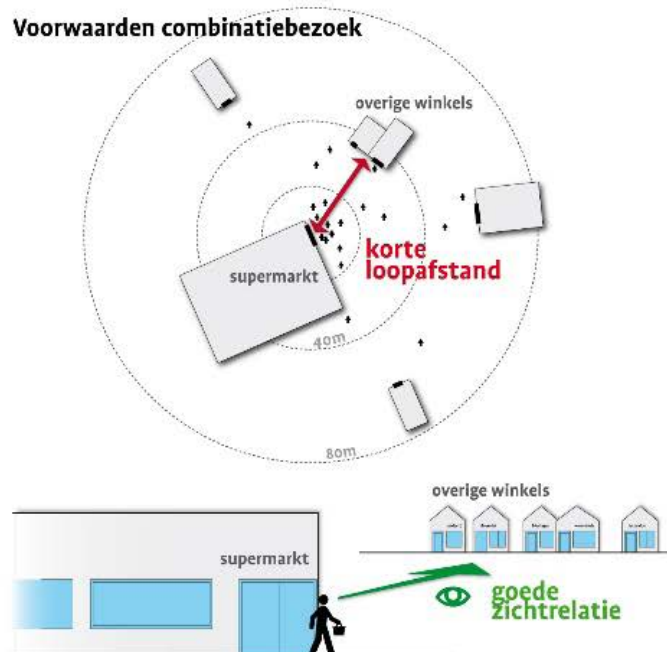 Voorwaarden combinatiebezoek
overige winkels
korte
loopafstand
supermarkt
40m
80m
overige winkels
supermarkt
goede
zichtrelatie